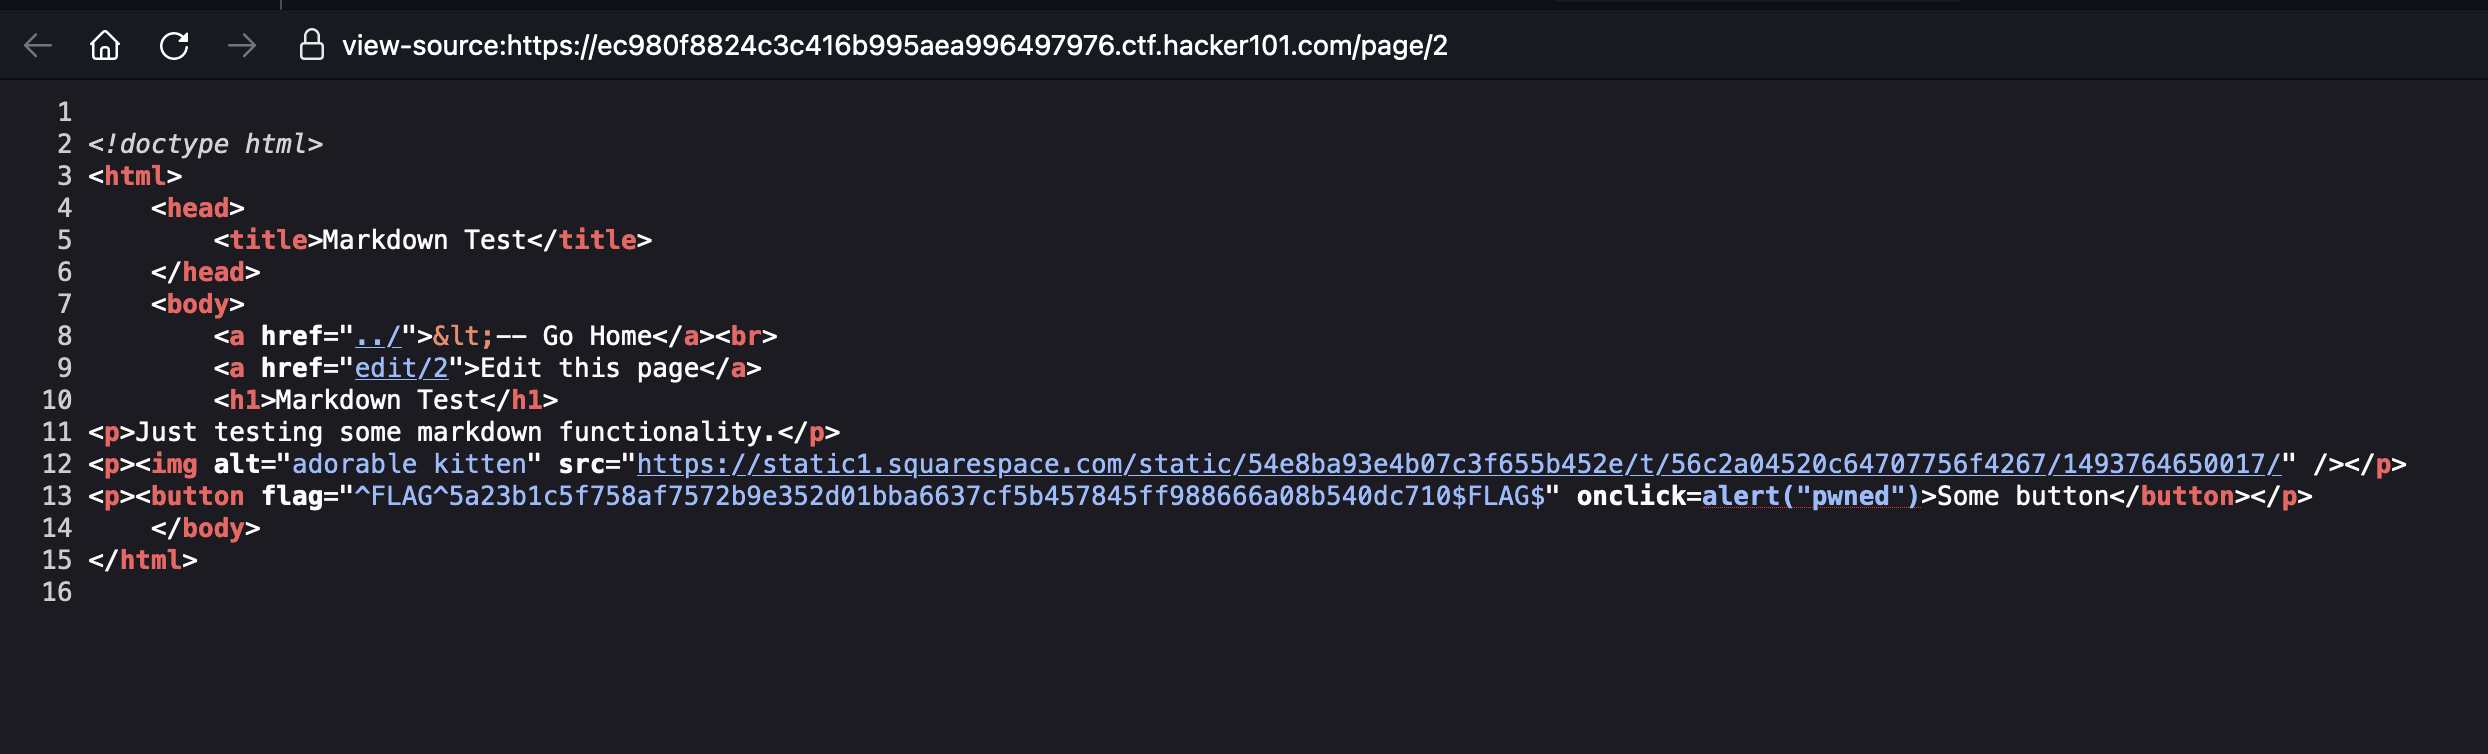 view-source:https://ec980f8824c3c416b995aea996497976.ctf.hacker101.com/page/2
1
2 <!doctype html>
3 <html>
4     <head>
5         <title>Markdown Test</title>
6     </head>
7     <body>
8         <a href="../">&lt;-- Go Home</a><br>
9         <a href="edit/2">Edit this page</a>
10         <h1>Markdown Test</h1>
11 <p>Just testing some markdown functionality.</p>
12 <p><img alt="adorable kitten" src="https://static1.squarespace.com/static/54e8ba93e4b07c3f655b452e/t/56c2a04520c64707756f4267/1493764650017/" /></p>
13 <p><button flag="^FLAG^5a23b1c5f758af7572b9e352d01bba6637cf5b457845ff988666a08b540dc710$FLAG$" onclick=alert("pwned")>Some button</button></p>
14     </body>
15 </html>
16